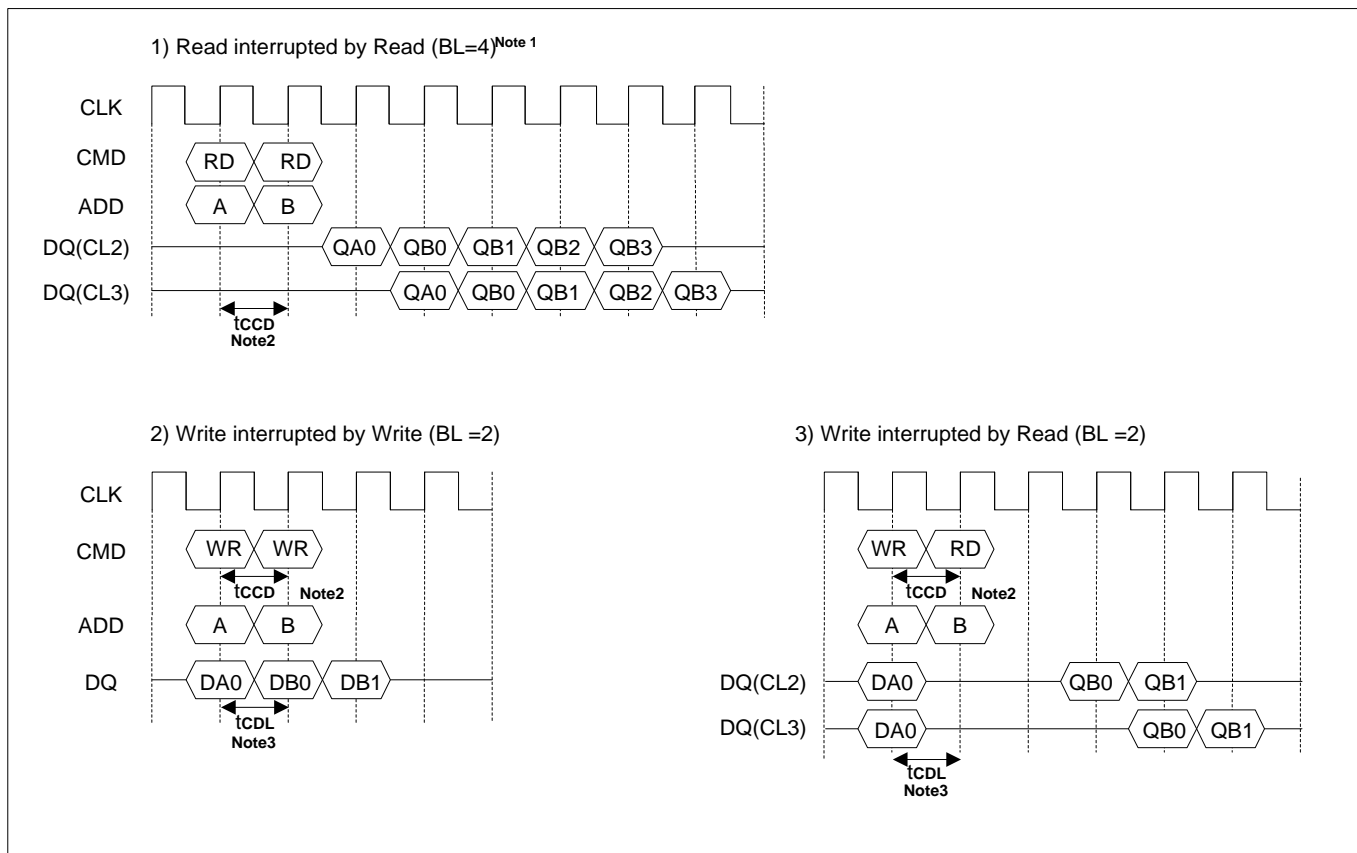 1) Read interrupted by Read (BL=4)Note 1
CLK
CMD RD RD
ADD A B
DQ(CL2) QA0 QB0 QB1 QB2 QB3
DQ(CL3) QA0 QB0 QB1 QB2 QB3
tCCD
Note2
2) Write interrupted by Write (BL =2)
CLK
CMD WR WR
tCCD Note2
ADD A B
DQ DA0 DB0 DB1
tCDL
Note3
3) Write interrupted by Read (BL =2)
WR RD
tCCD Note2
A B
DQ(CL2) DA0 QB0 QB1
DQ(CL3) DA0 QB0 QB1
tCDL
Note3